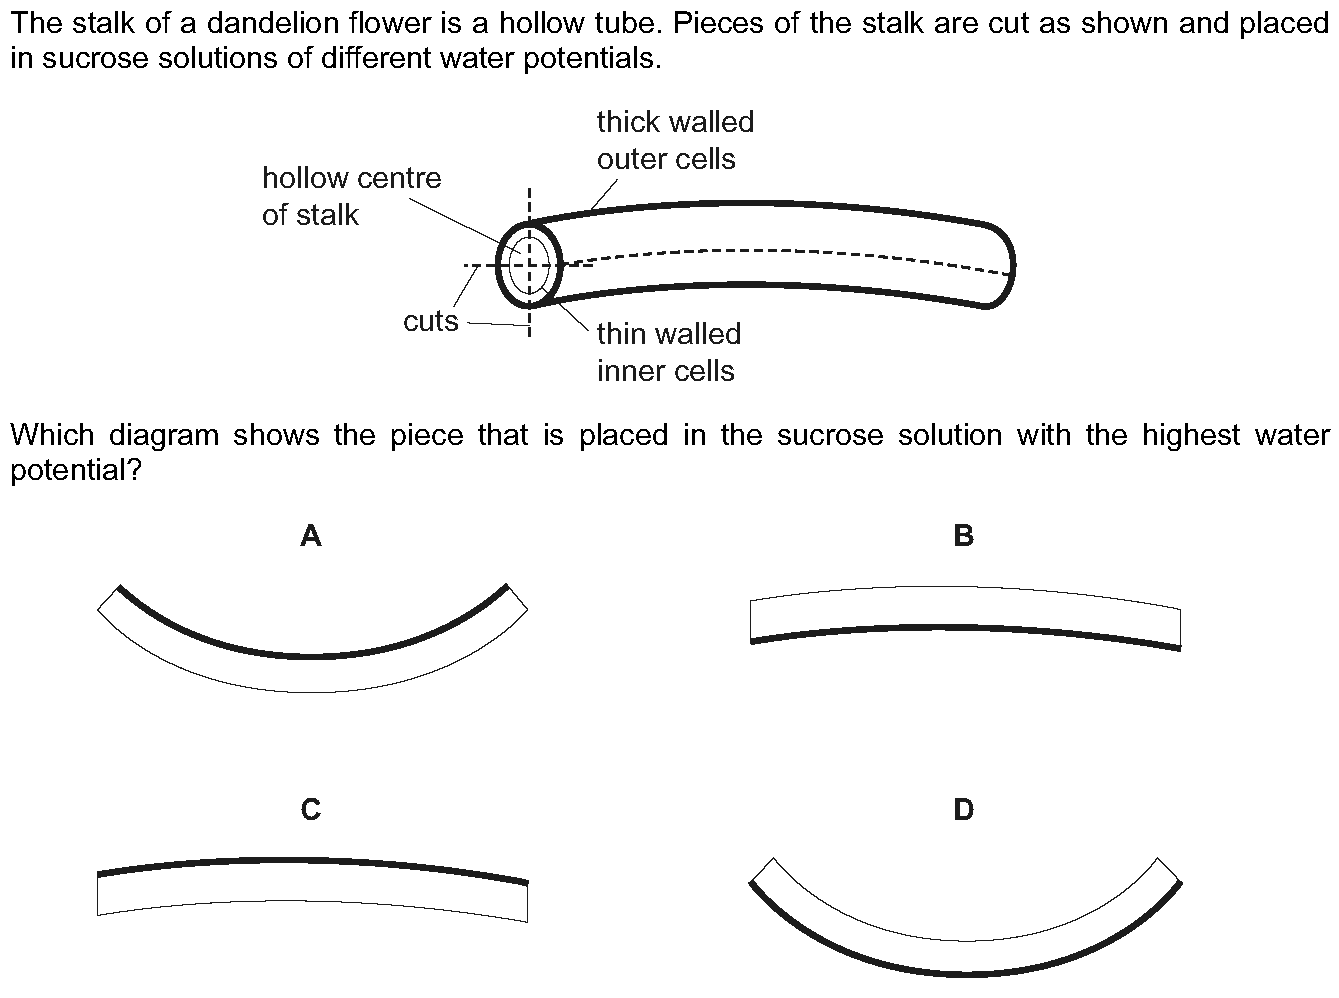 The stalk of a dandelion flower is a hollow tube. Pieces of the stalk are cut as shown and placed
in sucrose solutions of different water potentials.
thick walled
outer cells
hollow centre
of stalk
cuts
thin walled
inner cells
Which diagram shows the piece that is placed in the sucrose solution with the highest water
potential?
A
B
C
D